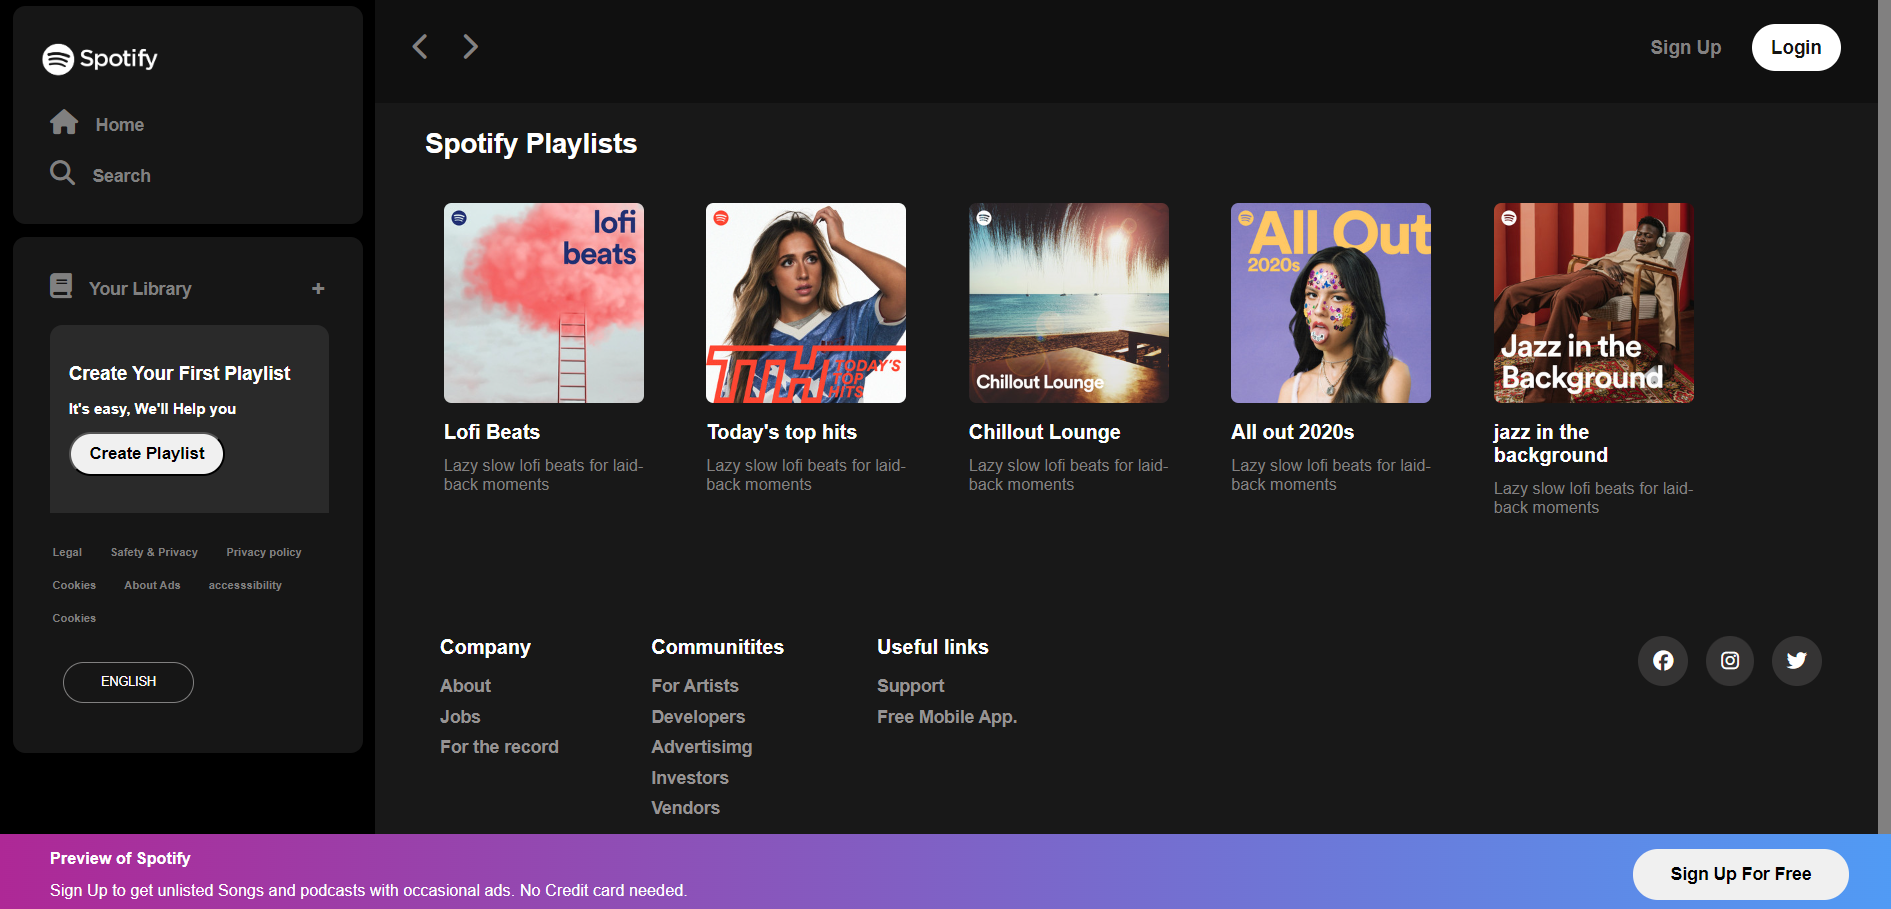 Spotify
Home
Search
Your Library
+
Create Your First Playlist
It's easy, We'll Help you
Create Playlist
Legal Safety & Privacy Privacy policy
Cookies About Ads accesssibility
Cookies
ENGLISH
Sign Up Login
Spotify Playlists
lofi
beats
Lofi Beats
Lazy slow lofi beats for laid-
back moments
TTH TODAY'S
TOP
HITS
Today's top hits
Lazy slow lofi beats for laid-
back moments
Chillout Lounge
Chillout Lounge
Lazy slow lofi beats for laid-
back moments
All Out
2020s
All out 2020s
Lazy slow lofi beats for laid-
back moments
Jazz in the
Background
jazz in the
background
Lazy slow lofi beats for laid-
back moments
Company
About
Jobs
For the record
Communitites
For Artists
Developers
Advertisimg
Investors
Vendors
Useful links
Support
Free Mobile App.
Preview of Spotify
Sign Up to get unlisted Songs and podcasts with occasional ads. No Credit card needed.
Sign Up For Free